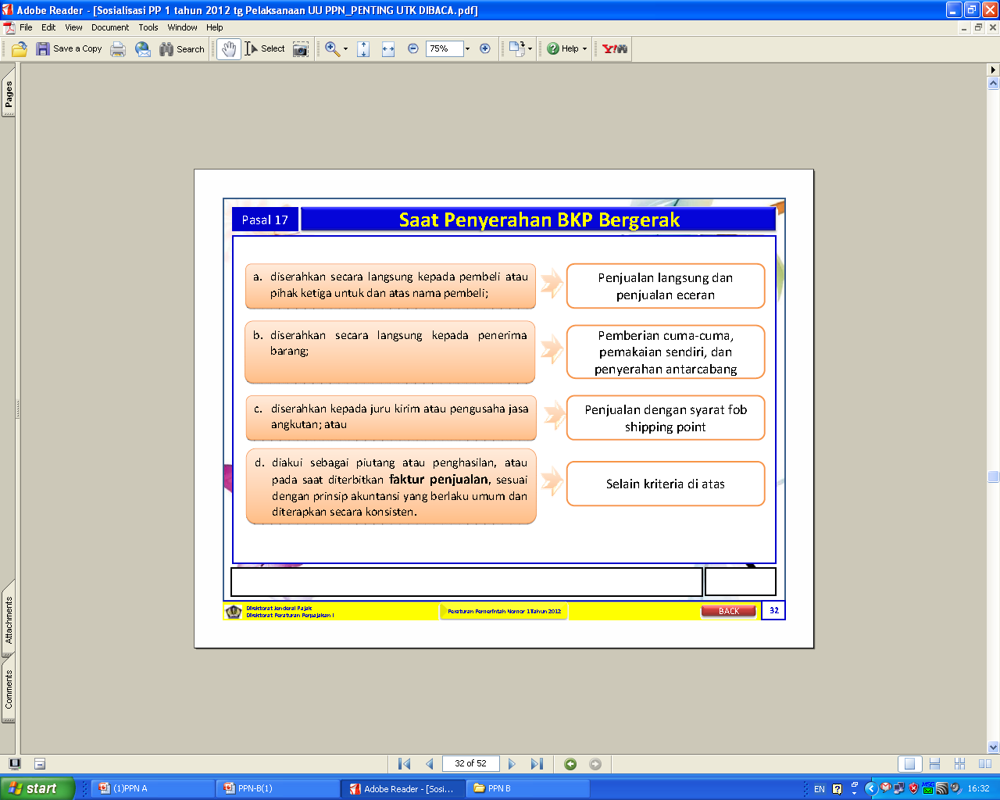 Adobe Reader - [Sosialisasi PP 1 tahun 2012 tg Pelaksanaan UU PPN_PENTING UTK DIBACA.pdf]
File Edit View Document Tools Window Help
Save a Copy Search Select 75% Help Y!
Pages
Pasal 17
Saat Penyerahan BKP Bergerak
a. diserahkan secara langsung kepada pembeli atau
pihak ketiga untuk dan atas nama pembeli;
Penjualan langsung dan
penjualan eceran
b. diserahkan secara langsung kepada penerima
barang;
Pemberian cuma-cuma,
pemakaian sendiri, dan
penyerahan antarcabang
c. diserahkan kepada juru kirim atau pengusaha jasa
angkutan; atau
Penjualan dengan syarat fob
shipping point
d. diakui sebagai piutang atau penghasilan, atau
pada saat diterbitkan faktur penjualan, sesuai
dengan prinsip akuntansi yang berlaku umum dan
diterapkan secara konsisten.
Selain kriteria di atas
Direktorat Jenderal Pajak
Direktorat Peraturan Perpajakan I
Peraturan Pemerintah Nomor 1 Tahun 2012
BACK
32
Attachments
Comments
32 of 52
start
(1)PPN A
PPN-B(1)
Adobe Reader - [Sosi...
PPN B
EN
MSG
16:32